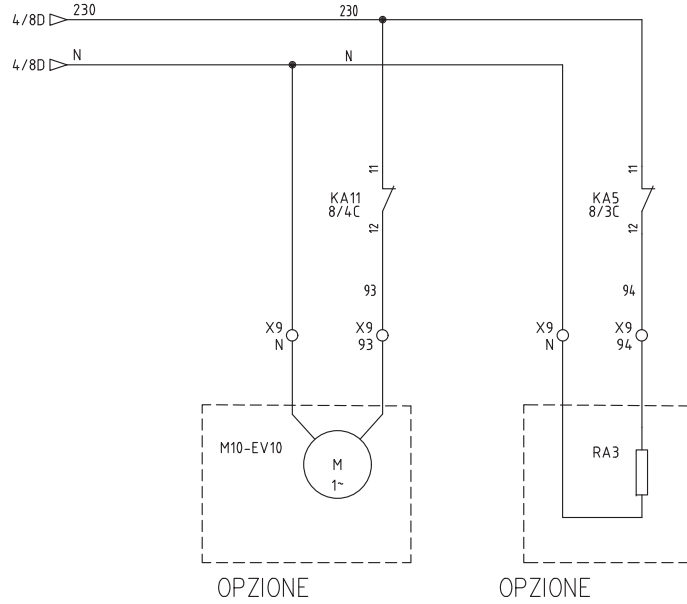 4/8D
230
230
4/8D
N
N
11
11
KA11
8/4C
KA5
8/3C
12
12
93
94
X9
N
X9
93
X9
N
X9
94
M10-EV10
M
1~
RA3
OPZIONE
OPZIONE